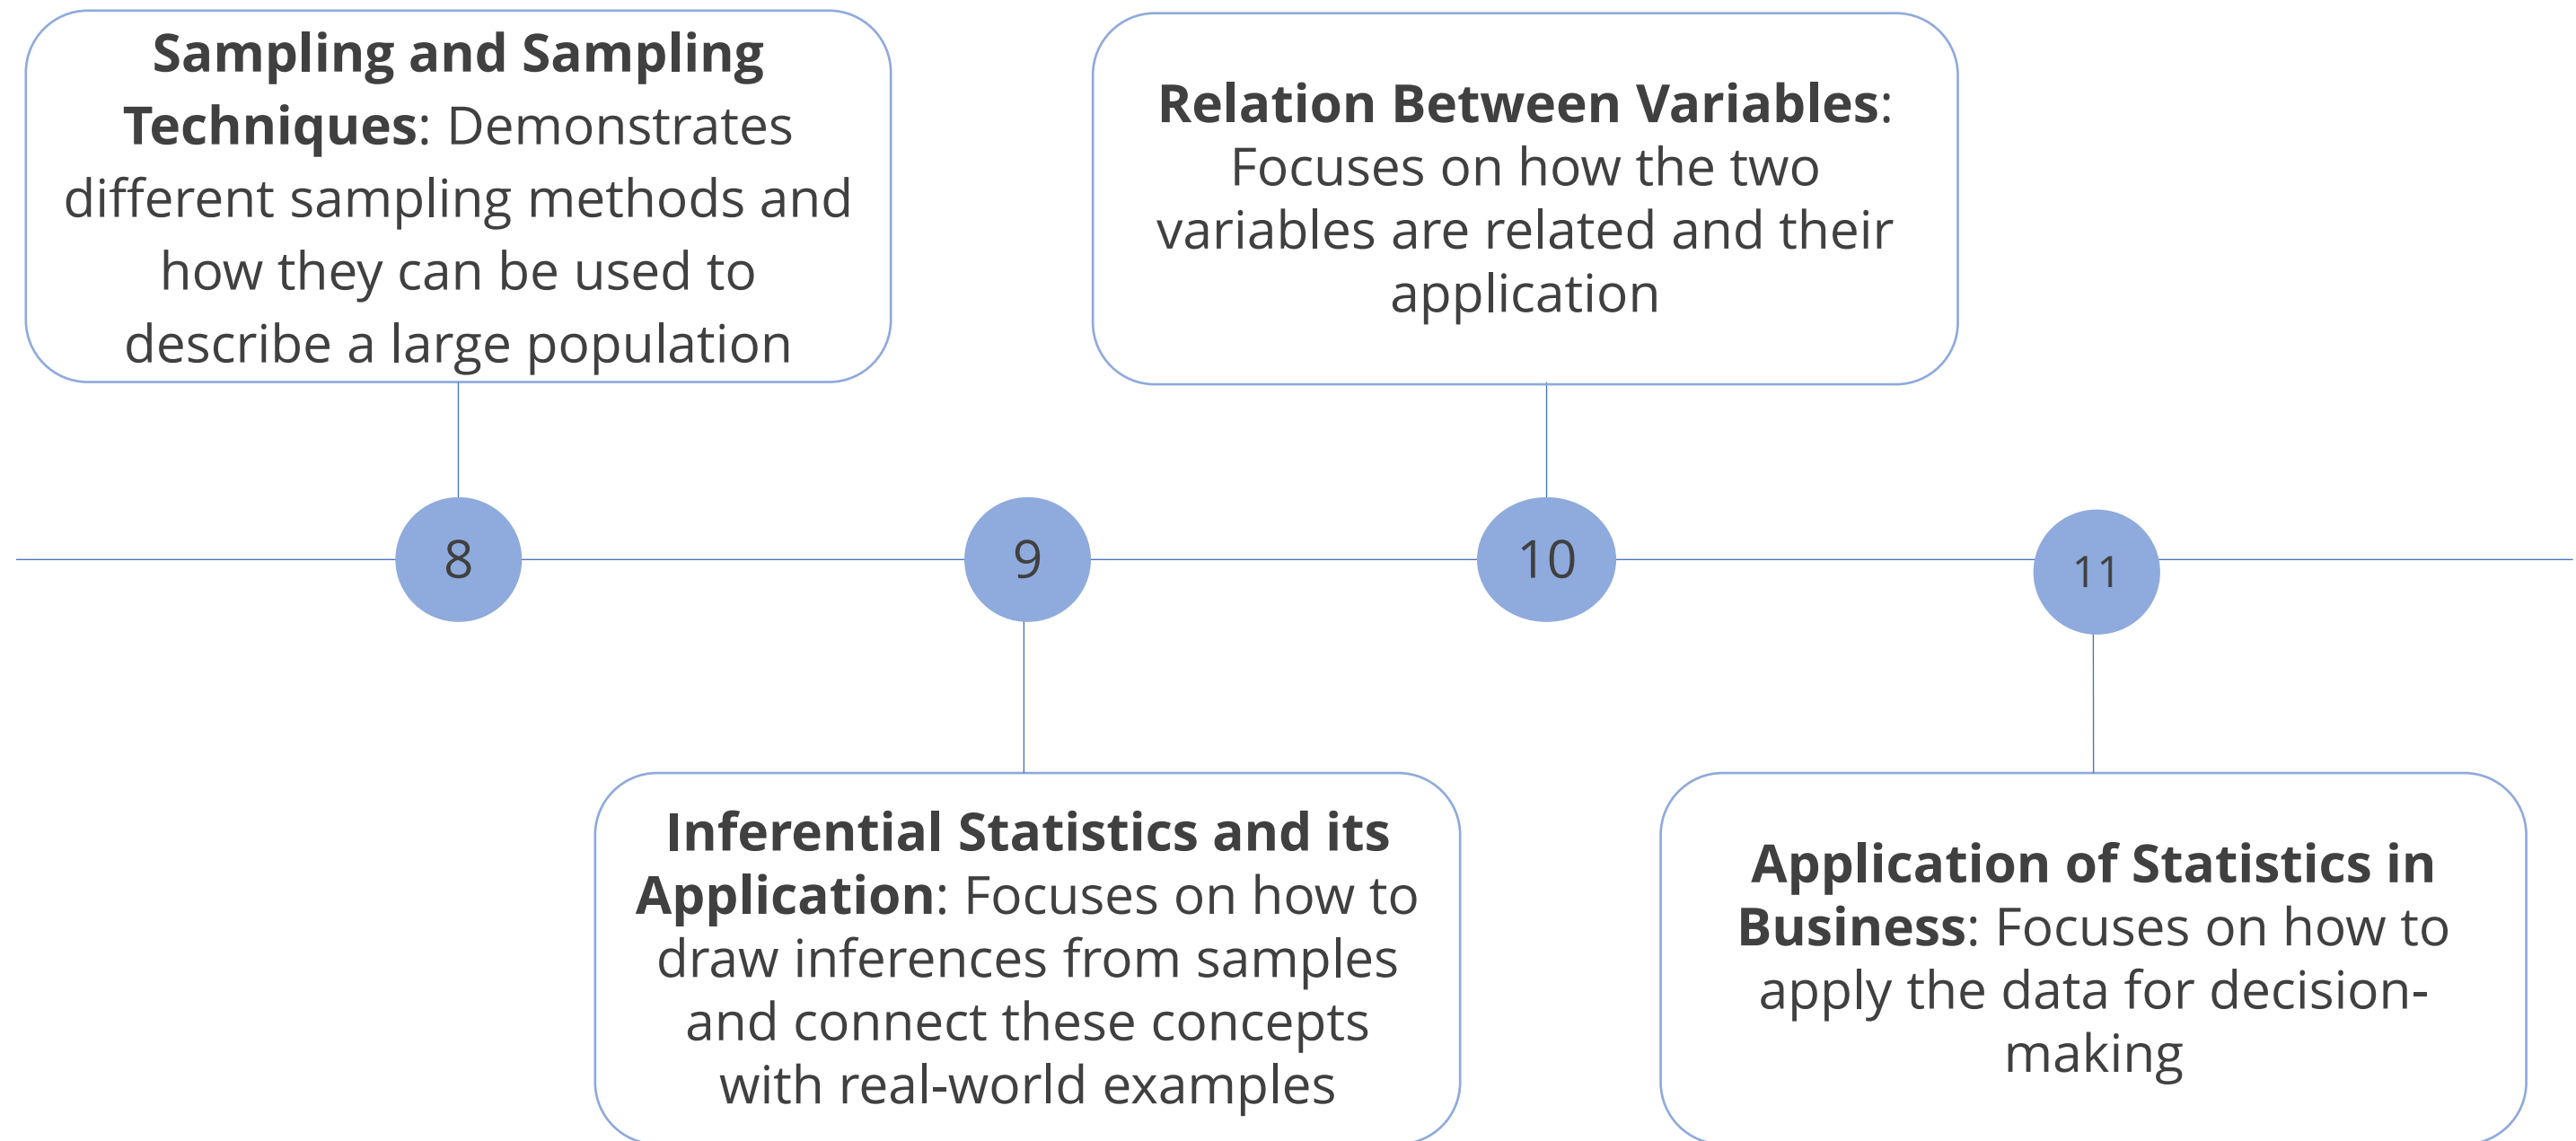 Sampling and Sampling
Techniques: Demonstrates
different sampling methods and
how they can be used to
describe a large population
Relation Between Variables:
Focuses on how the two
variables are related and their
application
8
9
10
11
Inferential Statistics and its
Application: Focuses on how to
draw inferences from samples
and connect these concepts
with real-world examples
Application of Statistics in
Business: Focuses on how to
apply the data for decision-
making